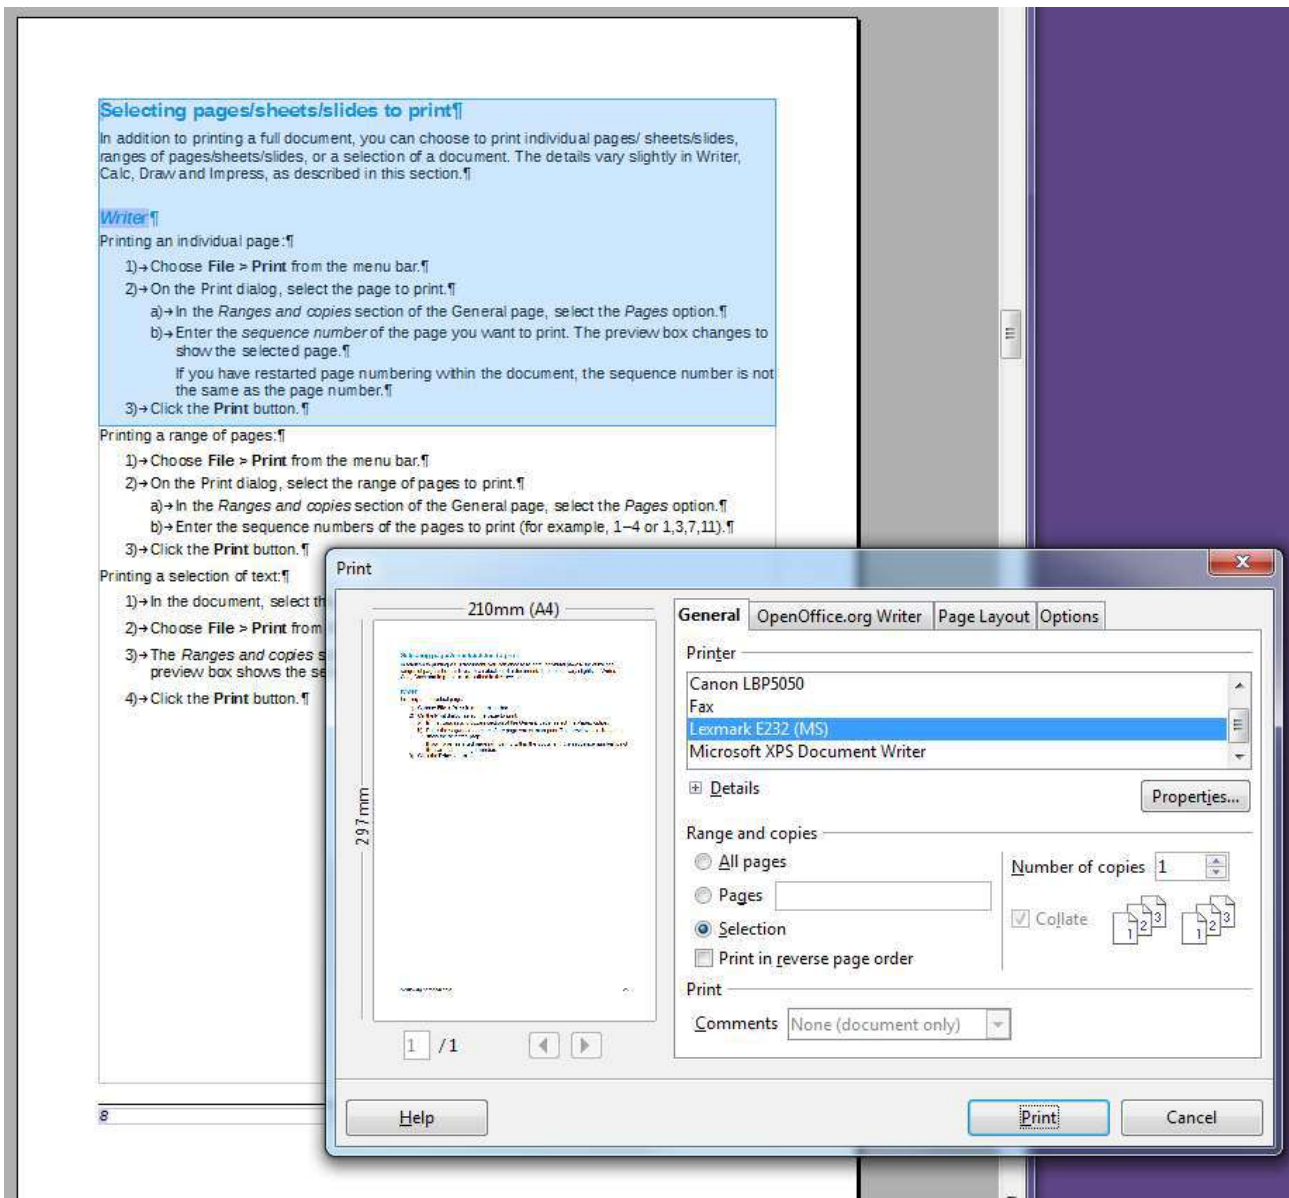 Selecting pages/sheets/slides to print¶
In addition to printing a full document, you can choose to print individual pages/ sheets/slides,
ranges of pages/sheets/slides, or a selection of a document. The details vary slightly in Writer,
Calc, Draw and Impress, as described in this section.¶
Writer¶
Printing an individual page:¶
1)→Choose File > Print from the menu bar.¶
2)→On the Print dialog, select the page to print.¶
a)→In the Ranges and copies section of the General page, select the Pages option.¶
b)→Enter the sequence number of the page you want to print. The preview box changes to
show the selected page.¶
If you have restarted page numbering within the document, the sequence number is not
the same as the page number.¶
3)→Click the Print button.¶
Printing a range of pages:¶
1)→Choose File > Print from the menu bar.¶
2)→On the Print dialog, select the range of pages to print.¶
a)→In the Ranges and copies section of the General page, select the Pages option.¶
b)→Enter the sequence numbers of the pages to print (for example, 1–4 or 1,3,7,11).¶
3)→Click the Print button.¶
Printing a selection of text:¶
1)→In the document, select th
2)→Choose File > Print from
3)→The Ranges and copies s
preview box shows the se
4)→Click the Print button.¶
8
Print
210mm (A4)
297mm
1 / 1
General OpenOffice.org Writer Page Layout Options
Printer
Canon LBP5050
Fax
Lexmark E232 (MS)
Microsoft XPS Document Writer
Details
Properties...
Range and copies
All pages
Pages
Selection
Print in reverse page order
Number of copies 1
Collate
1 2 3 1 2 3
Print
Comments None (document only)
Help
Print
Cancel